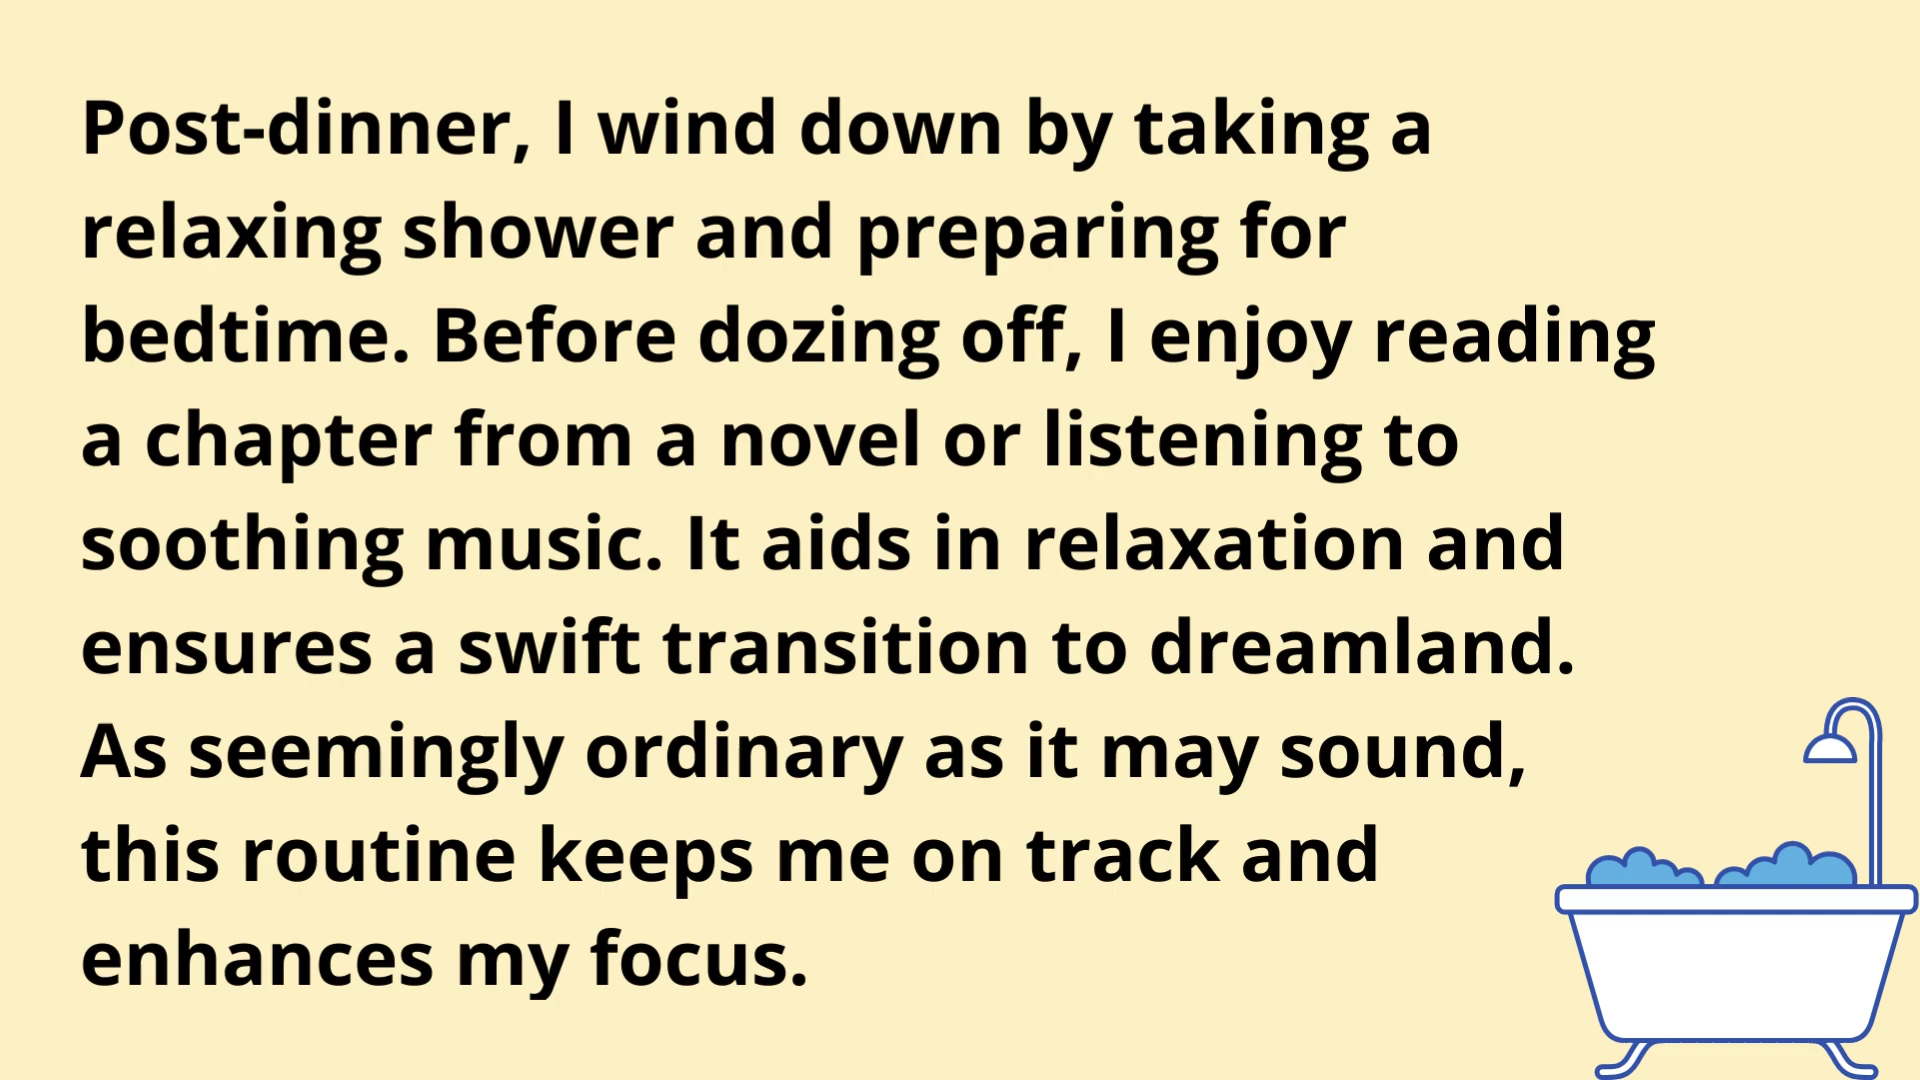 Post-dinner, I wind down by taking a
relaxing shower and preparing for
bedtime. Before dozing off, I enjoy reading
a chapter from a novel or listening to
soothing music. It aids in relaxation and
ensures a swift transition to dreamland.
As seemingly ordinary as it may sound,
this routine keeps me on track and
enhances my focus.